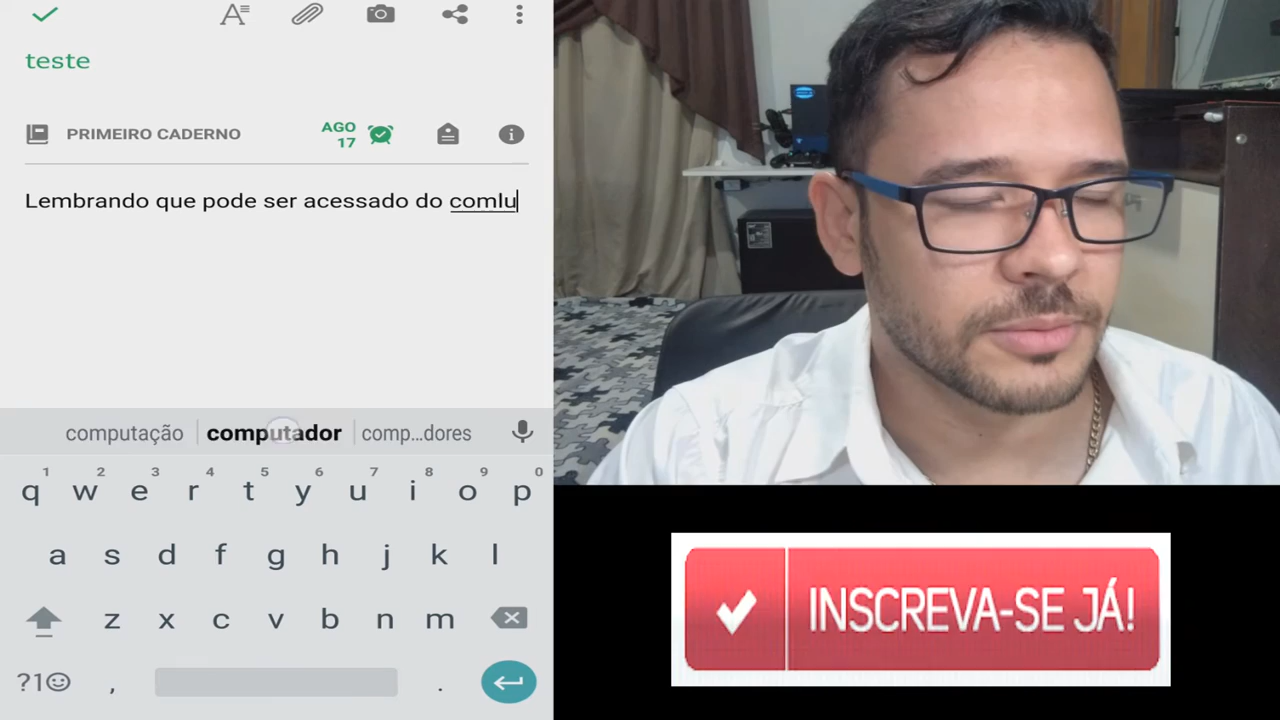 teste
PRIMEIRO CADERNO
AGO
17
Lembrando que pode ser acessado do comlu
computação computador comp...dores
1 2 3 4 5 6 7 8 9 0
q w e r t y u i o p
a s d f g h j k l
z x c v b n m
?1 , .
INSCREVA-SE JÁ!